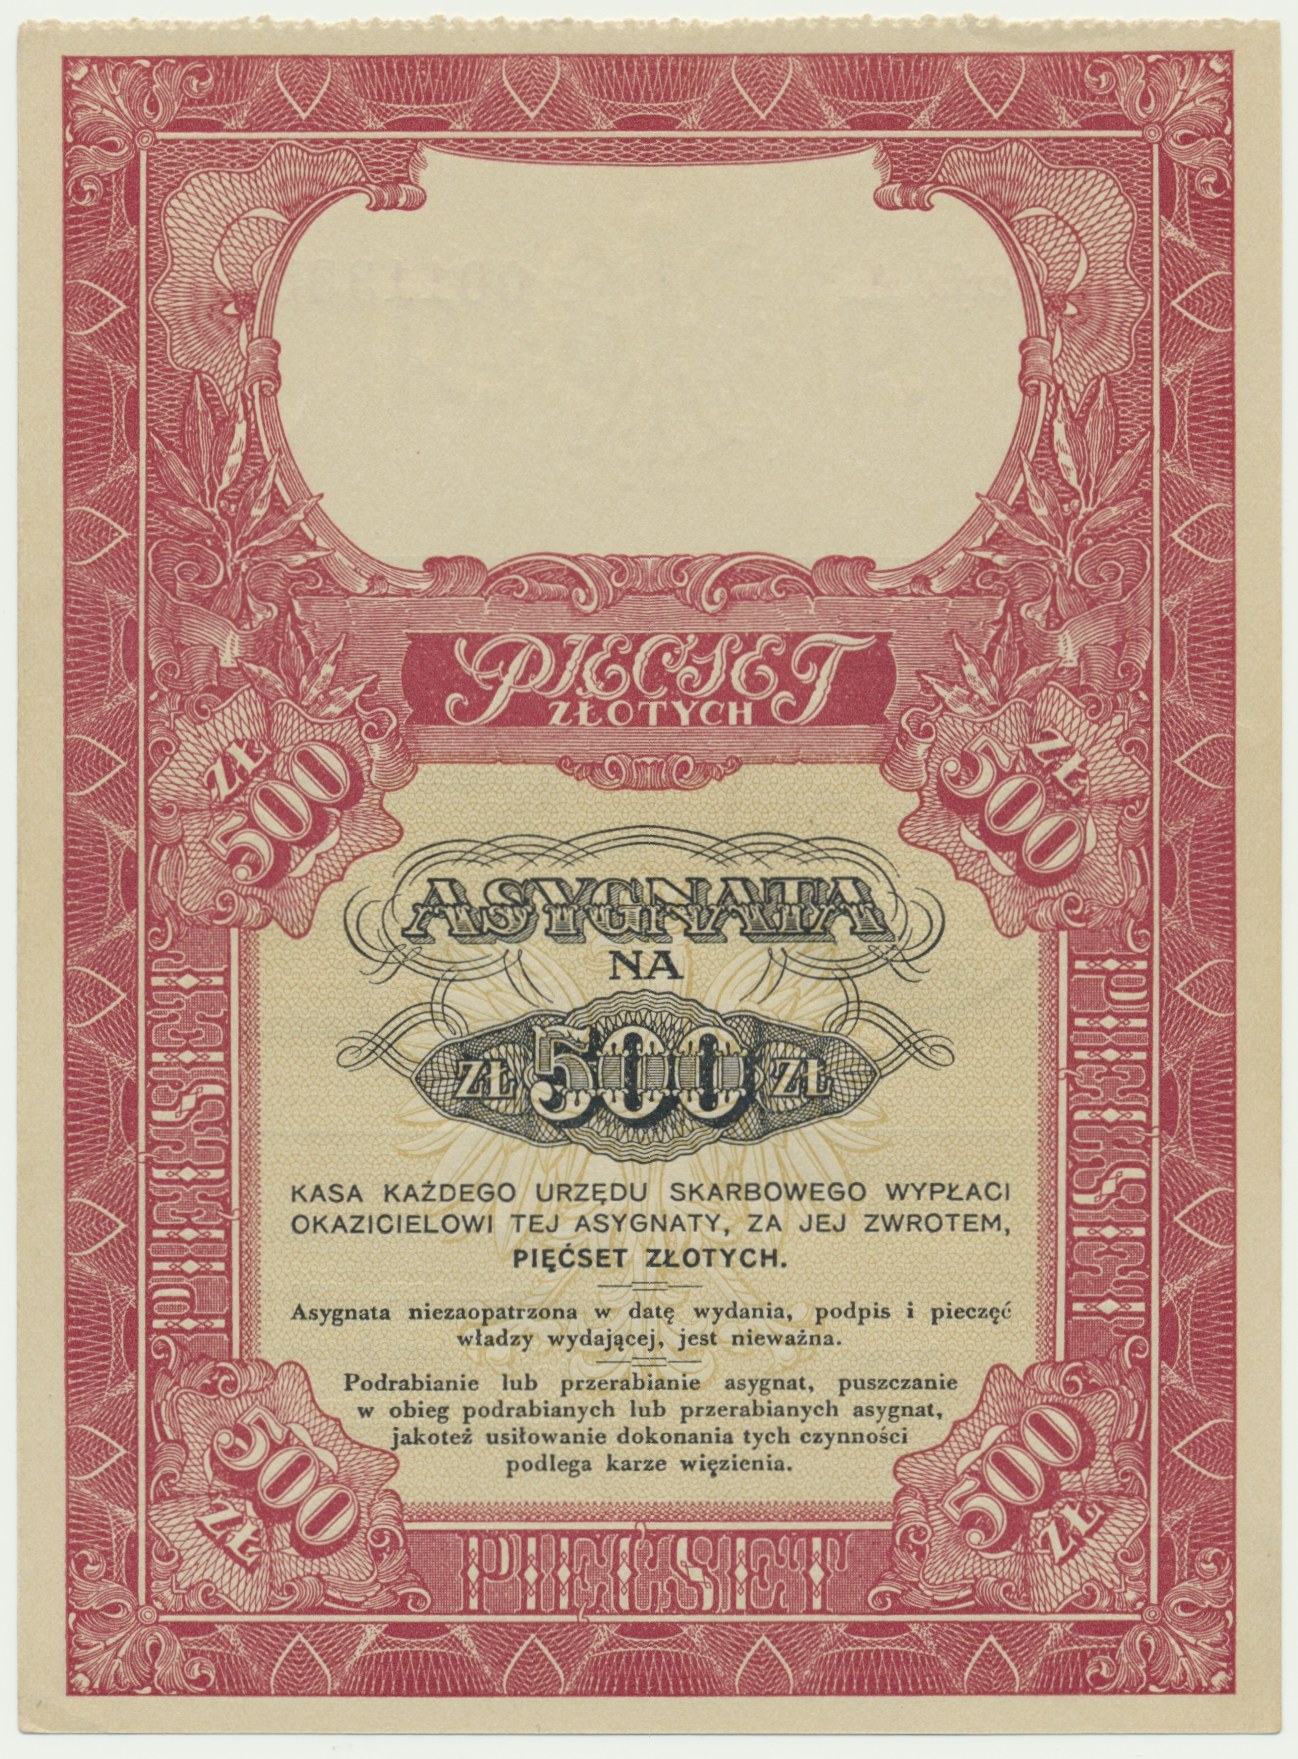 PIĘĆSET
ZŁOTYCH
ZŁ
500
ZŁ
500
ASYGNATA
NA
ZŁ 500 ZŁ
PIĘĆSET
PIĘĆSET
KASA KAŻDEGO URZĘDU SKARBOWEGO WYPŁACI
OKAZICIELOWI TEJ ASYGNATY, ZA JEJ ZWROTEM,
PIĘĆSET ZŁOTYCH.
Asygnata niezaopatrzona w datę wydania, podpis i pieczęć
władzy wydającej, jest nieważna.
Podrabianie lub przerabianie asygnat, puszczanie
w obieg podrabianych lub przerabianych asygnat,
jakoteż usiłowanie dokonania tych czynności
podlega karze więzienia.
500
ZŁ
500
ZŁ
PIĘĆSET